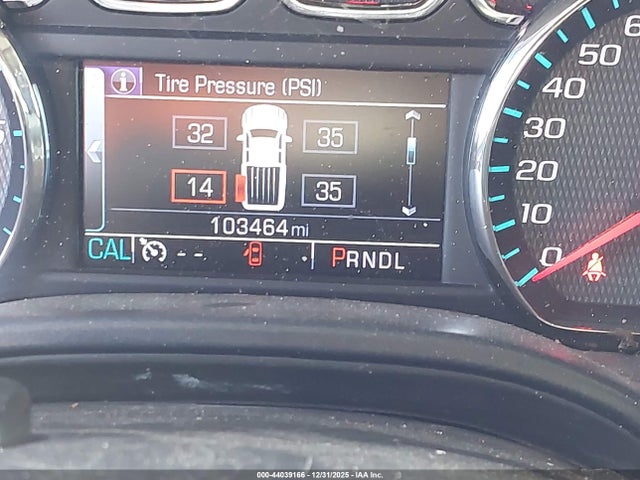 Tire Pressure (PSI)
32 35
14 35
103464 mi
CAL -- PRNDL
60
50
40
30
20
10
0
000-44039166 - 12/31/2025 - IAA Inc.